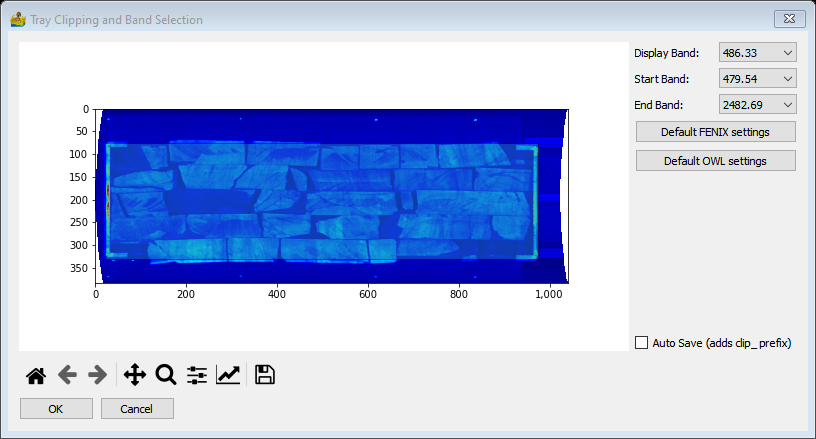 Tray Clipping and Band Selection
Display Band: 486.33
Start Band: 479.54
End Band: 2482.69
Default FENIX settings
Default OWL settings
0
50
100
150
200
250
300
350
0 200 400 600 800 1,000
Auto Save (adds clip_ prefix)
OK Cancel